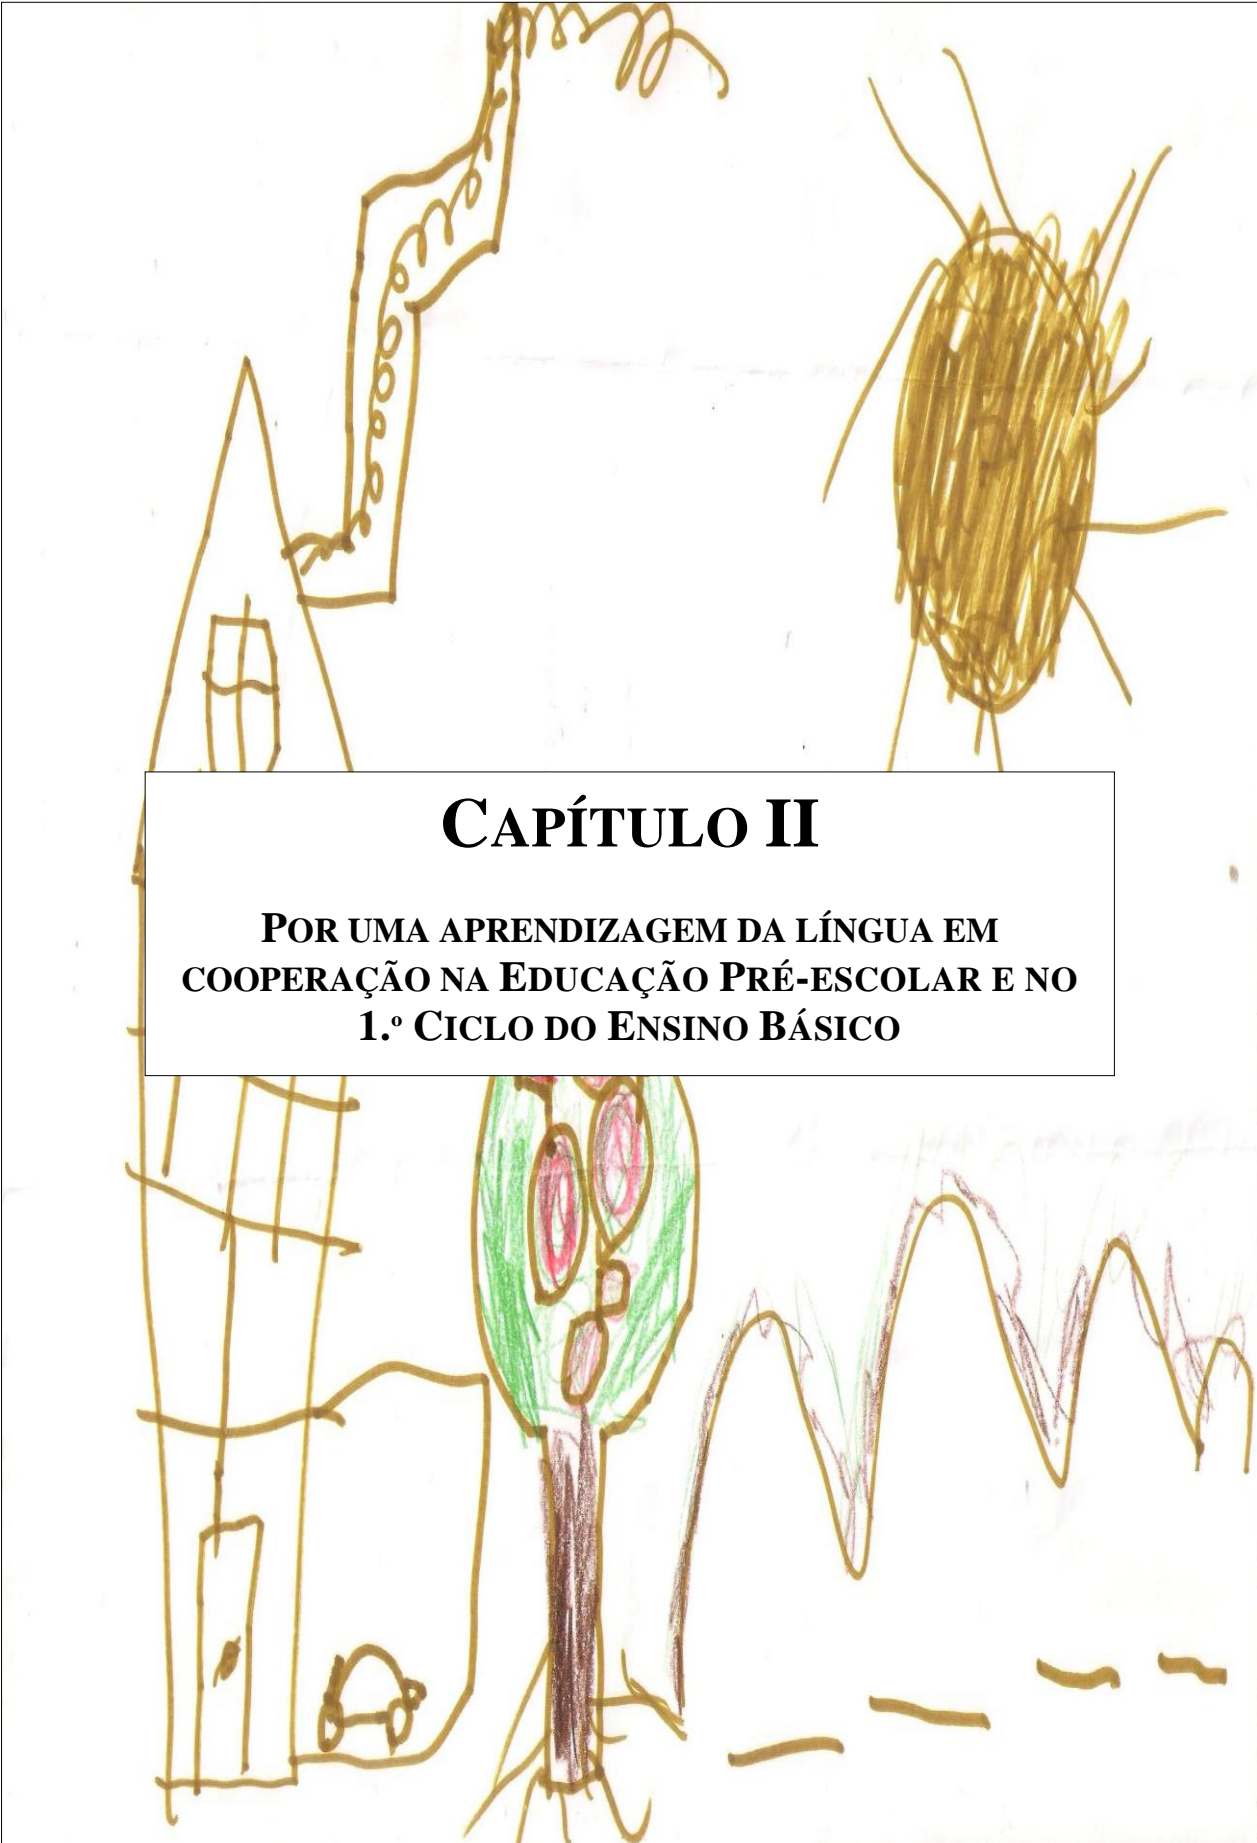 CAPÍTULO II
POR UMA APRENDIZAGEM DA LÍNGUA EM
COOPERAÇÃO NA EDUCAÇÃO PRÉ-ESCOLAR E NO
1.º CICLO DO ENSINO BÁSICO